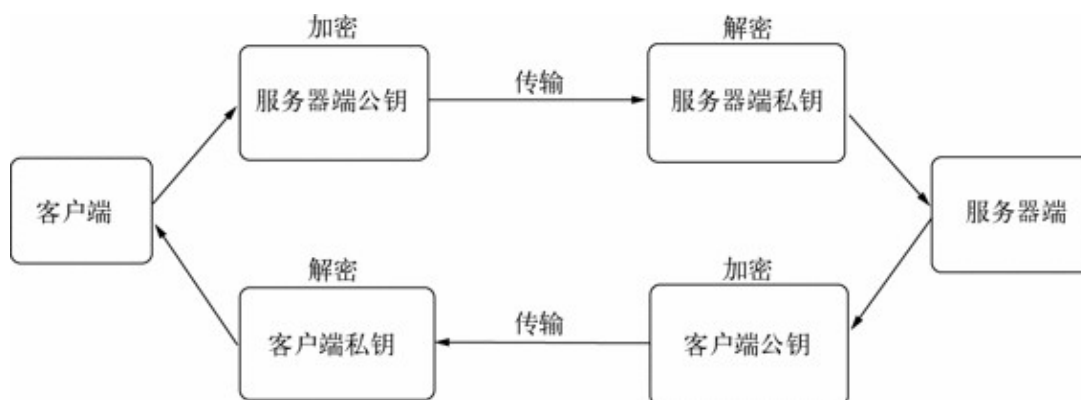 加密
解密
服务器端公钥
传输
服务器端私钥
客户端
服务器端
解密
加密
客户端私钥
传输
客户端公钥